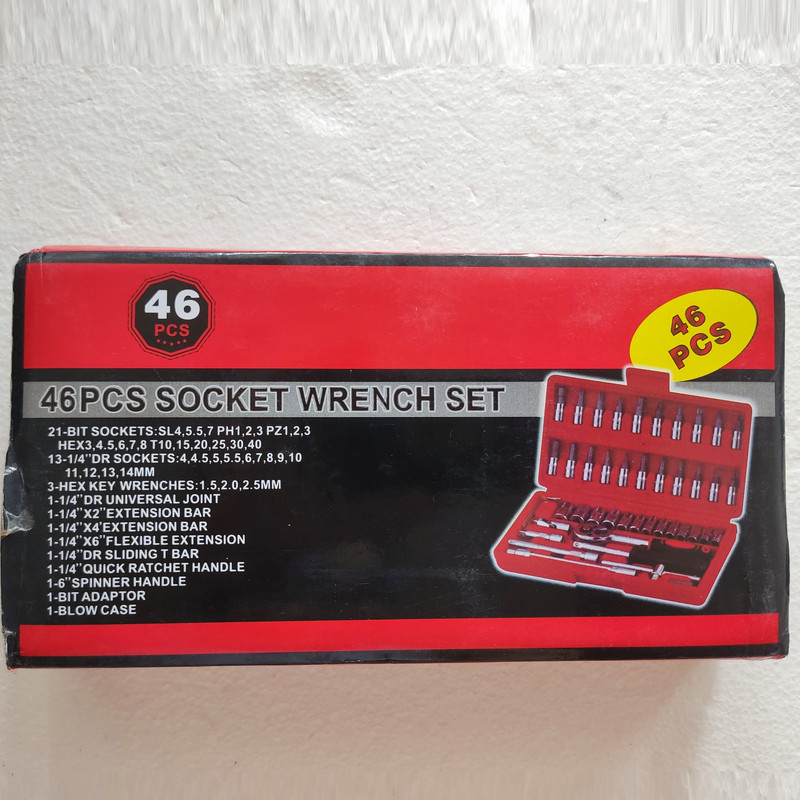 46
PCS
46
PCS
46PCS SOCKET WRENCH SET
21-BIT SOCKETS:SL4,5.5,7 PH1,2,3 PZ1,2,3
HEX3,4.5.6,7,8 T10,15,20,25,30,40
13-1/4"DR SOCKETS:4,4.5,5,5.5,6,7,8,9,10
11,12,13,14MM
3-HEX KEY WRENCHES:1.5,2.0,2.5MM
1-1/4"DR UNIVERSAL JOINT
1-1/4"X2"EXTENSION BAR
1-1/4"X4'EXTENSION BAR
1-1/4"X6"FLEXIBLE EXTENSION
1-1/4"DR SLIDING T BAR
1-1/4"QUICK RATCHET HANDLE
1-6"SPINNER HANDLE
1-BIT ADAPTOR
1-BLOW CASE